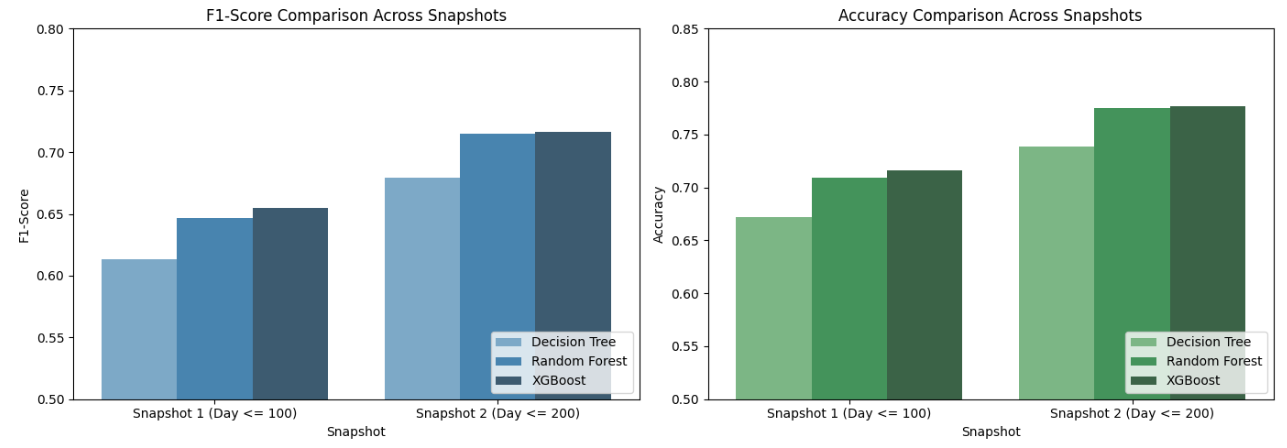 F1-Score Comparison Across Snapshots
0.80
0.75
0.70
0.65
0.60
0.55
0.50
F1-Score
Decision Tree
Random Forest
XGBoost
Snapshot 1 (Day <= 100)
Snapshot 2 (Day <= 200)
Snapshot
Accuracy Comparison Across Snapshots
0.85
0.80
0.75
0.70
0.65
0.60
0.55
0.50
Accuracy
Decision Tree
Random Forest
XGBoost
Snapshot 1 (Day <= 100)
Snapshot 2 (Day <= 200)
Snapshot